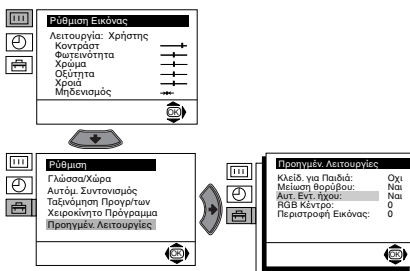 Ρύθμιση Εικόνας
Λειτουργία: Χρήστης
Κοντράστ
Φωτεινότητα
Χρώμα
Οξύτητα
Χροιά
Μηδενισμός
OK
Ρύθμιση
Γλώσσα/Χώρα
Αυτόμ. Συντονισμός
Ταξινόμηση Προγρ/των
Χειροκίνητο Πρόγραμμα
Προηγμέν. Λειτουργίες
OK
Προηγμέν. Λειτουργίες
Κλειδ. για Παιδιά: Οχι
Μείωση θορύβου: Ναι
Αυτ. Εντ. ήχου: Ναι
RGB Κέντρο: 0
Περιστροφή Εικόνας: 0
OK